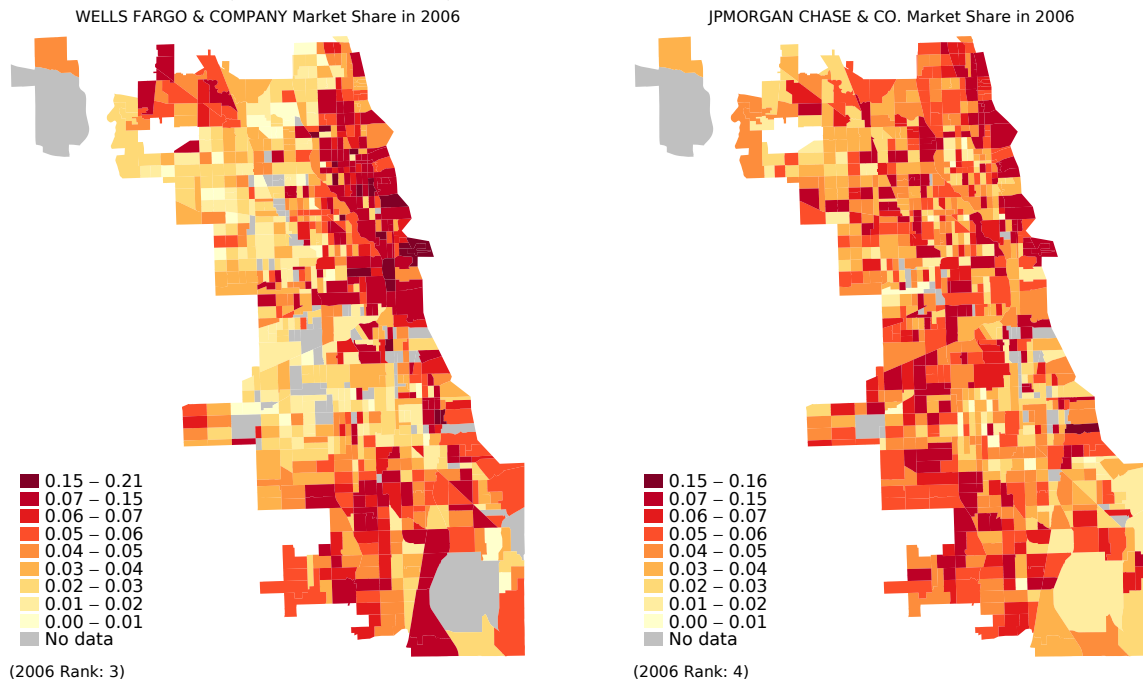 WELLS FARGO & COMPANY Market Share in 2006
0.15 – 0.21
0.07 – 0.15
0.06 – 0.07
0.05 – 0.06
0.04 – 0.05
0.03 – 0.04
0.02 – 0.03
0.01 – 0.02
0.00 – 0.01
No data
(2006 Rank: 3)
JPMORGAN CHASE & CO. Market Share in 2006
0.15 – 0.16
0.07 – 0.15
0.06 – 0.07
0.05 – 0.06
0.04 – 0.05
0.03 – 0.04
0.02 – 0.03
0.01 – 0.02
0.00 – 0.01
No data
(2006 Rank: 4)